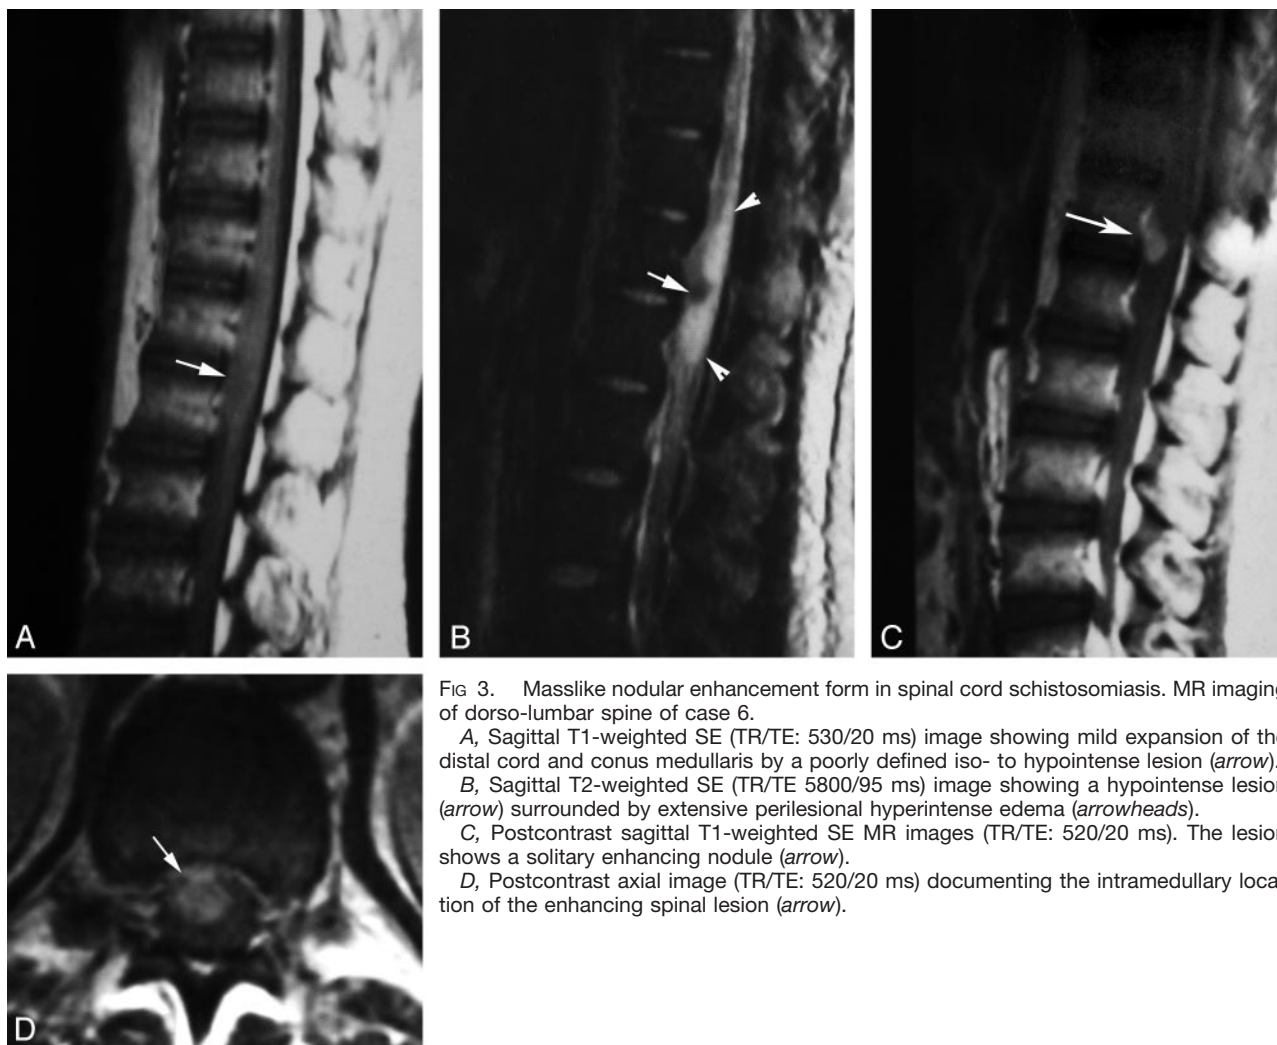 A
B
C
D
FIG 3. Masslike nodular enhancement form in spinal cord schistosomiasis. MR imaging
of dorso-lumbar spine of case 6.
A, Sagittal T1-weighted SE (TR/TE: 530/20 ms) image showing mild expansion of the
distal cord and conus medullaris by a poorly defined iso- to hypointense lesion (arrow).
B, Sagittal T2-weighted SE (TR/TE 5800/95 ms) image showing a hypointense lesion
(arrow) surrounded by extensive perilesional hyperintense edema (arrowheads).
C, Postcontrast sagittal T1-weighted SE MR images (TR/TE: 520/20 ms). The lesion
shows a solitary enhancing nodule (arrow).
D, Postcontrast axial image (TR/TE: 520/20 ms) documenting the intramedullary loca-
tion of the enhancing spinal lesion (arrow).